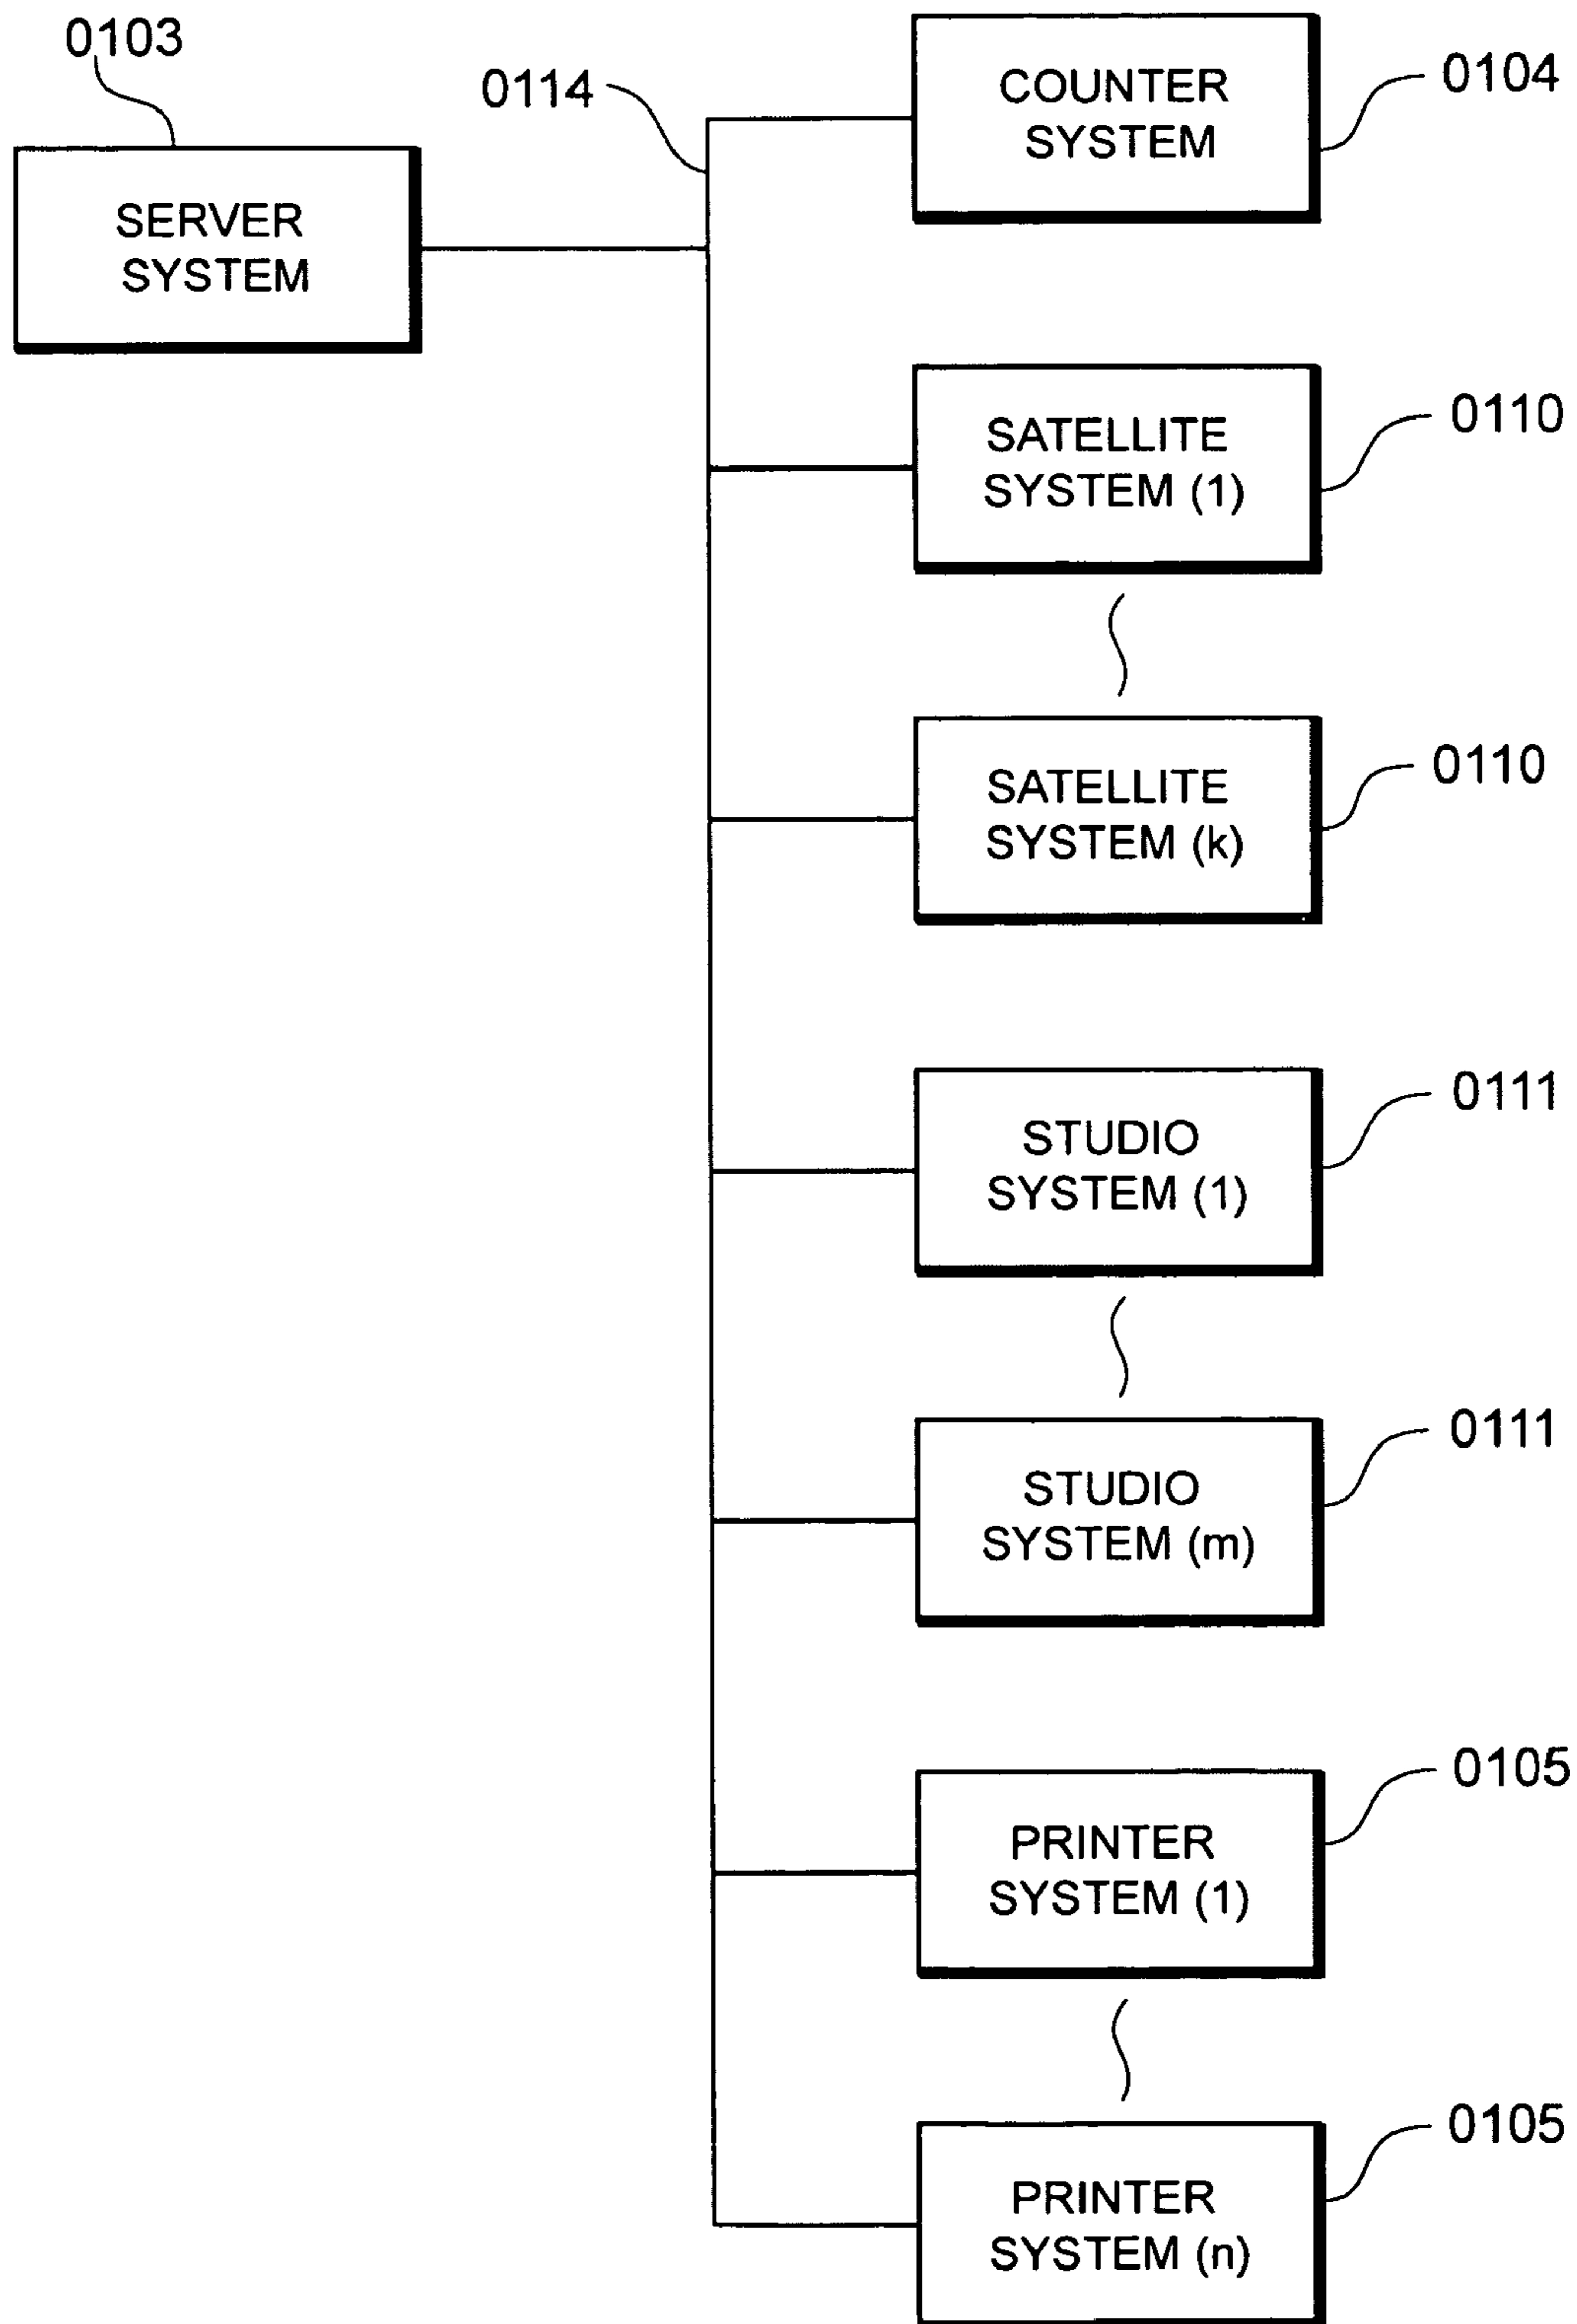 0103
0114
COUNTER
SYSTEM
0104
SERVER
SYSTEM
SATELLITE
SYSTEM (1)
0110
SATELLITE
SYSTEM (k)
0110
STUDIO
SYSTEM (1)
0111
STUDIO
SYSTEM (m)
0111
PRINTER
SYSTEM (1)
0105
PRINTER
SYSTEM (n)
0105